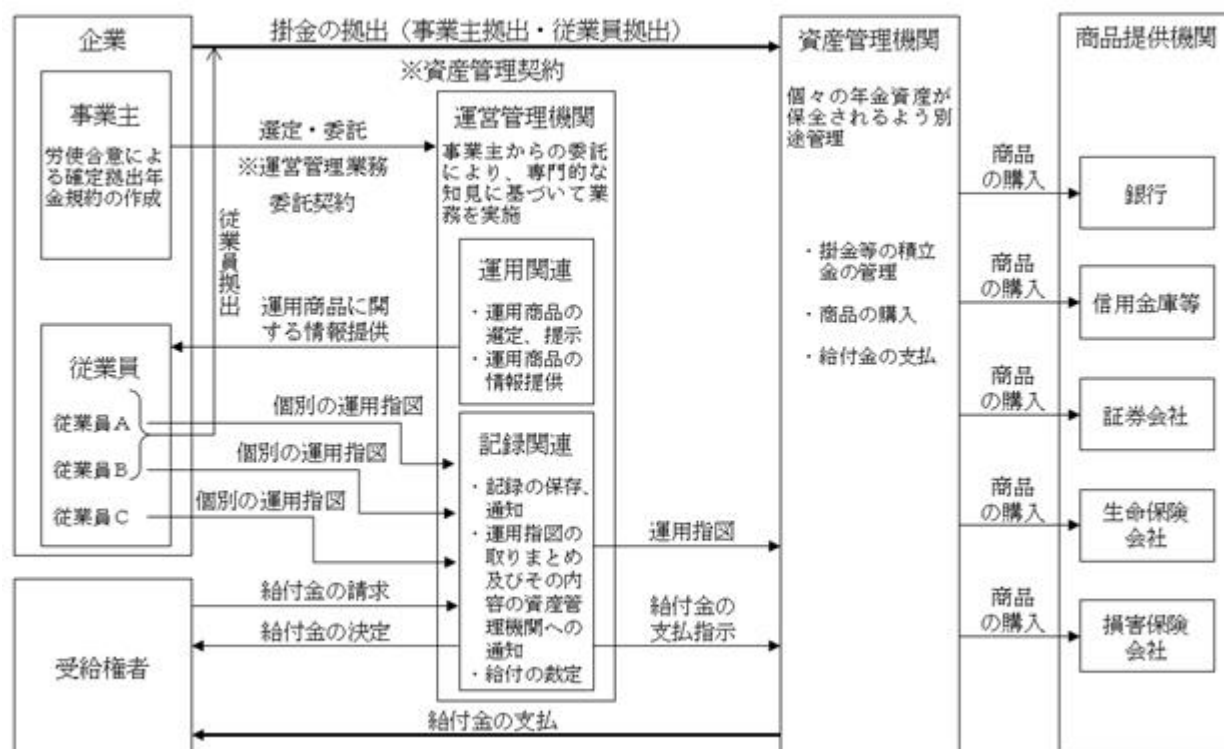 企業
事業主
労使合意によ
る確定拠出年
金規約の作成
掛金の拠出（事業主拠出・従業員拠出）
※資産管理契約
選定・委託
※運営管理業務
委託契約
従業員拠出
運営管理機関
事業主からの委託
により、専門的な
知見に基づいて業
務を実施
運用関連
・運用商品の
選定、提示
・運用商品の
情報提供
運用商品に関
する情報提供
従業員
従業員A
従業員B
従業員C
個別の運用指図
個別の運用指図
個別の運用指図
記録関連
・記録の保存、
通知
・運用指図の
取りまとめ
及びその内
容の資産管
理機関への
通知
・給付の裁定
運用指図
給付金の
支払指示
受給権者
給付金の請求
給付金の決定
給付金の支払
資産管理機関
個々の年金資産が
保全されるよう別
途管理
・掛金等の積立
金の管理
・商品の購入
・給付金の支払
商品提供機関
商品
の購入
銀行
商品
の購入
信用金庫等
商品
の購入
証券会社
商品
の購入
生命保険
会社
商品
の購入
損害保険
会社